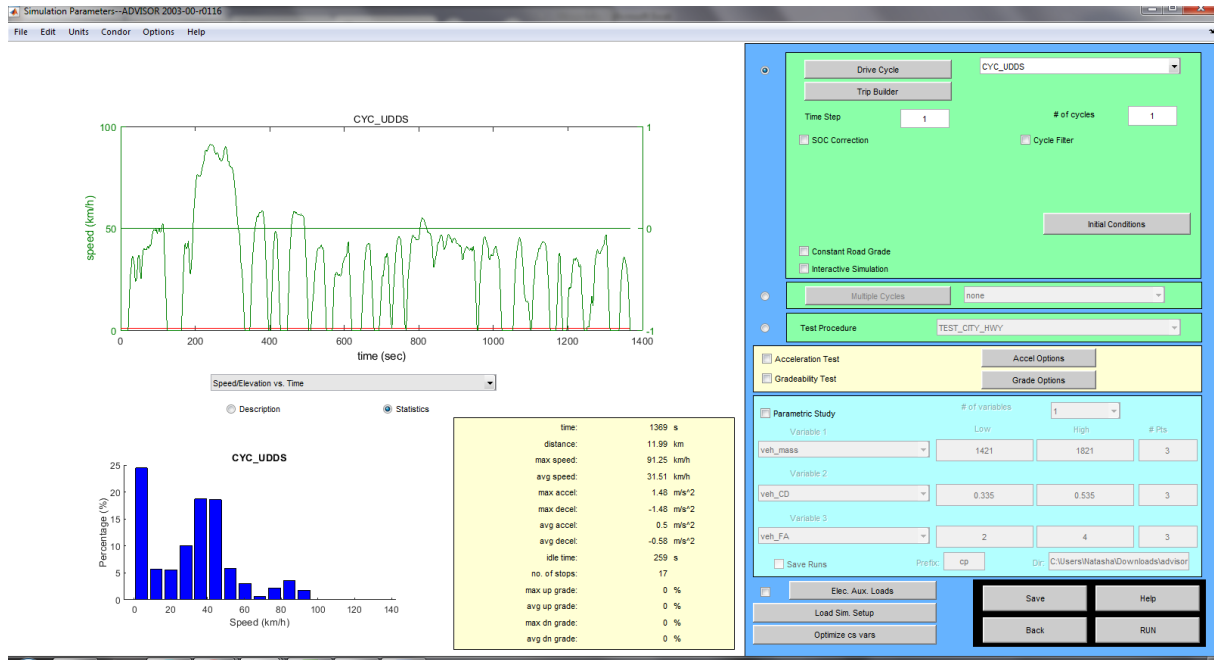 Simulation Parameters--ADVISOR 2003-00-r0116
File Edit Units Condor Options Help
CYC_UDDS
100
50
0
1
0
-1
speed (km/h)
0 200 400 600 800 1000 1200 1400
time (sec)
Speed/Elevation vs. Time
Description Statistics
CYC_UDDS
25
20
15
10
5
0
Percentage (%)
0 20 40 60 80 100 120 140
Speed (km/h)
time: 1369 s
distance: 11.99 km
max speed: 91.25 km/h
avg speed: 31.51 km/h
max accel: 1.48 m/s^2
max decel: -1.48 m/s^2
avg accel: 0.5 m/s^2
avg decel: -0.58 m/s^2
idle time: 259 s
no. of stops: 17
max up grade: 0 %
avg up grade: 0 %
max dn grade: 0 %
avg dn grade: 0 %
Drive Cycle CYC_UDDS
Trip Builder
Time Step 1 # of cycles 1
SOC Correction Cycle Filter
Initial Conditions
Constant Road Grade
Interactive Simulation
Multiple Cycles none
Test Procedure TEST_CITY_HWY
Acceleration Test Accel Options
Gradeability Test Grade Options
Parametric Study # of variables 1
Variable 1 Low High # Pts
veh_mass 1421 1821 3
Variable 2
veh_CD 0.335 0.535 3
Variable 3
veh_FA 2 4 3
Save Runs Prefix: cp Dir: C:\Users\Natasha\Downloads\advisor
Elec. Aux. Loads
Load Sim. Setup
Optimize cs vars
Save Help
Back RUN